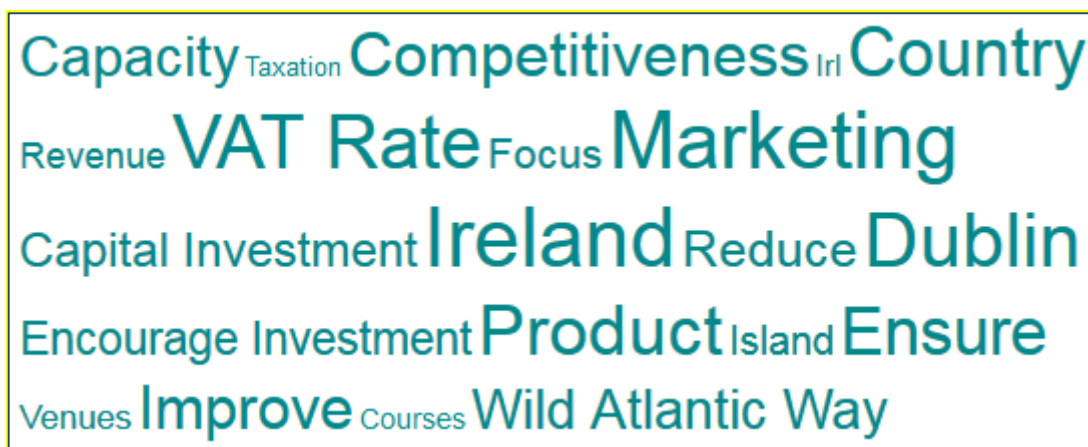 Capacity Taxation Competitiveness Irl Country
Revenue VAT Rate Focus Marketing
Capital Investment Ireland Reduce Dublin
Encourage Investment Product Island Ensure
Venues Improve Courses Wild Atlantic Way